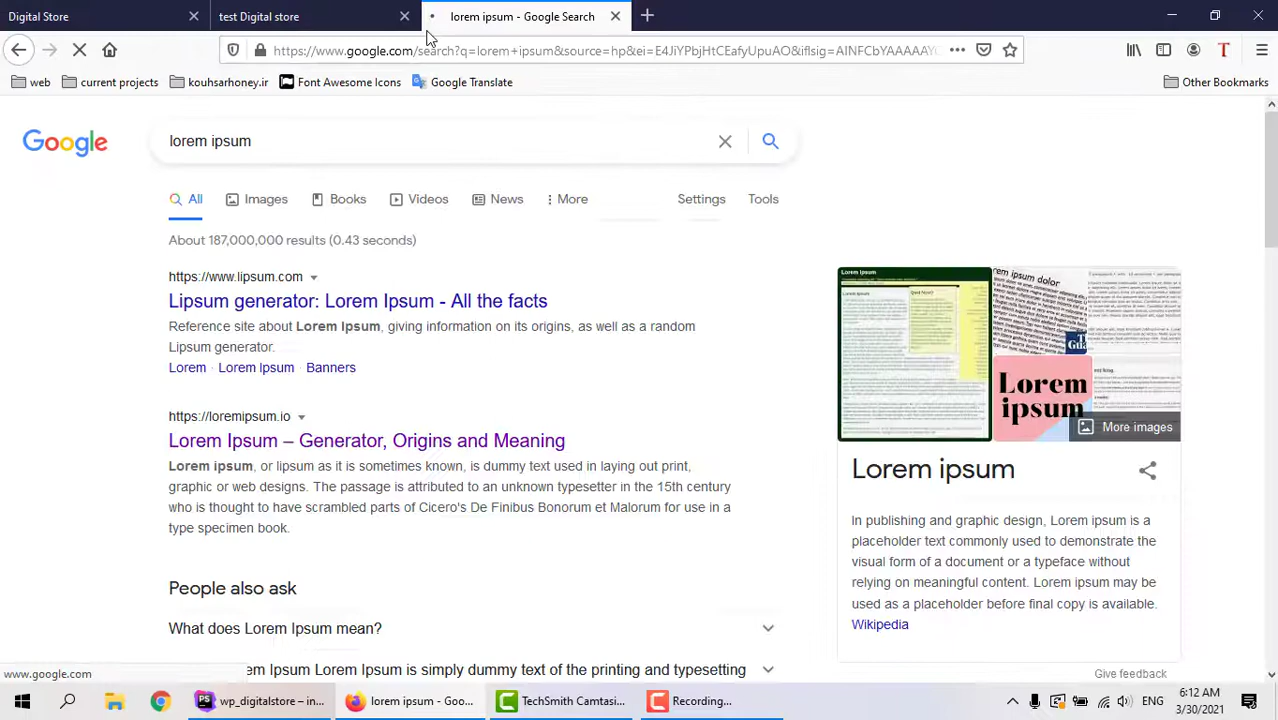 Digital Store
test Digital store
lorem ipsum - Google Search
https://www.google.com/search?q=lorem+ipsum&source=hp&ei=E4JiYPbjHtCEafyUpuAO&iflsig=AINFCbYAAAAAY
web
current projects
kouhsarhoney.ir
Font Awesome Icons
Google Translate
Other Bookmarks
Google
lorem ipsum
All
Images
Books
Videos
News
More
Settings
Tools
About 187,000,000 results (0.43 seconds)
https://www.lipsum.com
Lipsum generator: Lorem Ipsum - All the facts
Reference site about Lorem Ipsum, giving information on its origins, as well as a random
Lipsum generator.
Lorem · Lorem Ipsum · Banners
https://loremipsum.io
Lorem Ipsum – Generator, Origins and Meaning
Lorem Ipsum, or lipsum as it is sometimes known, is dummy text used in laying out print,
graphic or web designs. The passage is attributed to an unknown typesetter in the 15th century
who is thought to have scrambled parts of Cicero's De Finibus Bonorum et Malorum for use in a
type specimen book.
People also ask
What does Lorem Ipsum mean?
em Ipsum Lorem Ipsum is simply dummy text of the printing and typesetting
Lorem ipsum
More images
Lorem ipsum
In publishing and graphic design, Lorem ipsum is a
placeholder text commonly used to demonstrate the
visual form of a document or a typeface without
relying on meaningful content. Lorem ipsum may be
used as a placeholder before final copy is available.
Wikipedia
Give feedback
www.google.com
wp_digitalstore – in...
lorem ipsum - Goo...
TechSmith Camtasi...
Recording...
ENG
6:12 AM
3/30/2021